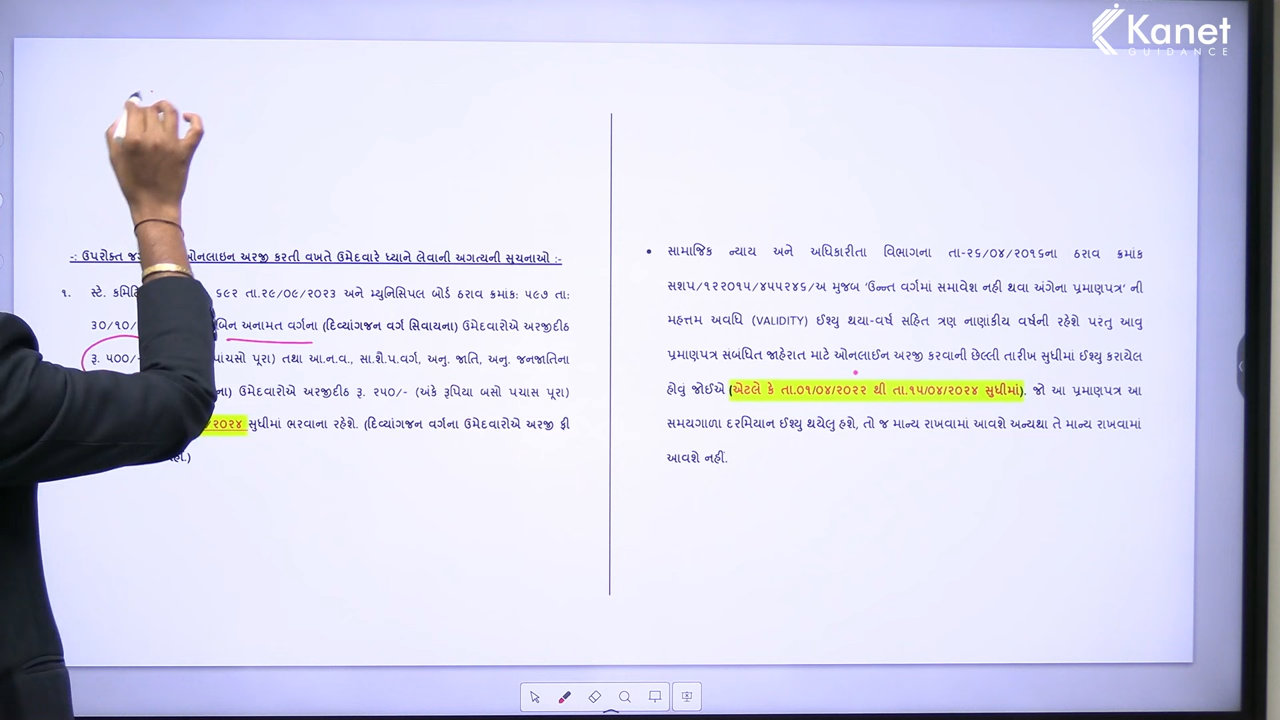 Kanet
GUIDANCE
-: ઉપરોક્ત ઓનલાઇન અરજી કરતી વખતે ઉમેદવારે ધ્યાને લેવાની અગત્યની સૂચનાઓ :-
૧. સ્ટે. કમિટિ ૬૯૨ તા.૨૯/૦૯/૨૦૨૩ અને મ્યુનિસિપલ બોર્ડ ઠરાવ ક્રમાંક: ૫૯૭ તા:
30/૧૦/ બિન અનામત વર્ગના (દિવ્યાંગજન વર્ગ સિવાયના) ઉમેદવારોએ અરજીદીઠ
રૂ. ૫૦૦/- પાંચસો પૂરા) તથા આ.ન.વ., સા.શૈ.પ.વર્ગ, અનુ. જાતિ, અનુ. જનજાતિના
ઉમેદવારોએ અરજીદીઠ રૂ. ૨૫૦/- (અંકે રૂપિયા બસો પચાસ પૂરા)
/૨૦૨૪ સુધીમાં ભરવાના રહેશે. (દિવ્યાંગજન વર્ગના ઉમેદવારોએ અરજી ફી
નહીં.)
• સામાજિક ન્યાય અને અધિકારીતા વિભાગના તા-૨૬/૦૪/૨૦૧૬ના ઠરાવ ક્રમાંક
સશપ/૧૨૨૦૧૫/૪૫૫૨૪૬/અ મુજબ 'ઉન્ન્ત વર્ગમાં સમાવેશ નહી થવા અંગેના પ્રમાણપત્ર' ની
મહત્તમ અવધિ (VALIDITY) ઈશ્યુ થયા-વર્ષ સહિત ત્રણ નાણાંકીય વર્ષની રહેશે પરતુ આવુ
પ્રમાણપત્ર સંબંધિત જાહેરાત માટે ઓનલાઈન અરજી કરવાની છેલ્લી તારીખ સુધીમાં ઈશ્યુ કરાયેલ
હોવું જોઈએ (એટલે કે તા.૦૧/૦૪/૨૦૨૨ થી તા.૧૫/૦૪/૨૦૨૪ સુધીમાં). જો આ પ્રમાણપત્ર આ
સમયગાળા દરમિયાન ઈશ્યુ થયેલુ હશે, તો જ માન્ય રાખવામાં આવશે અન્યથા તે માન્ય રાખવામાં
આવશે નહીં.